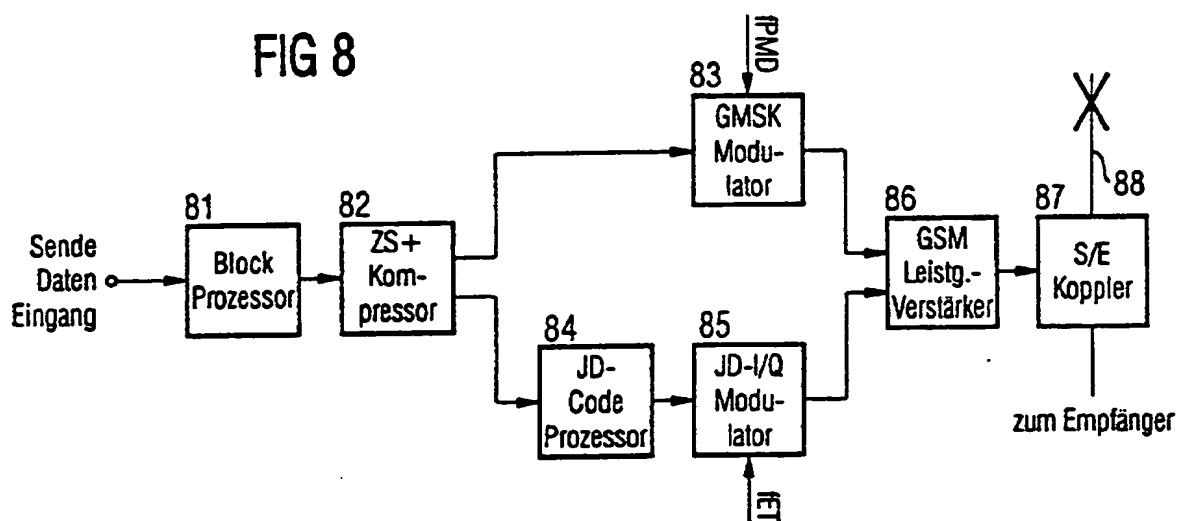 FIG 8
Sende
Daten
Eingang
81
Block
Prozessor
82
ZS+
Kom-
pressor
fPMD
83
GMSK
Modu-
lator
84
JD-
Code
Prozessor
85
JD-I/Q
Modu-
lator
fET
86
GSM
Leistg.-
Verstärker
87
S/E
Koppler
88
zum Empfänger